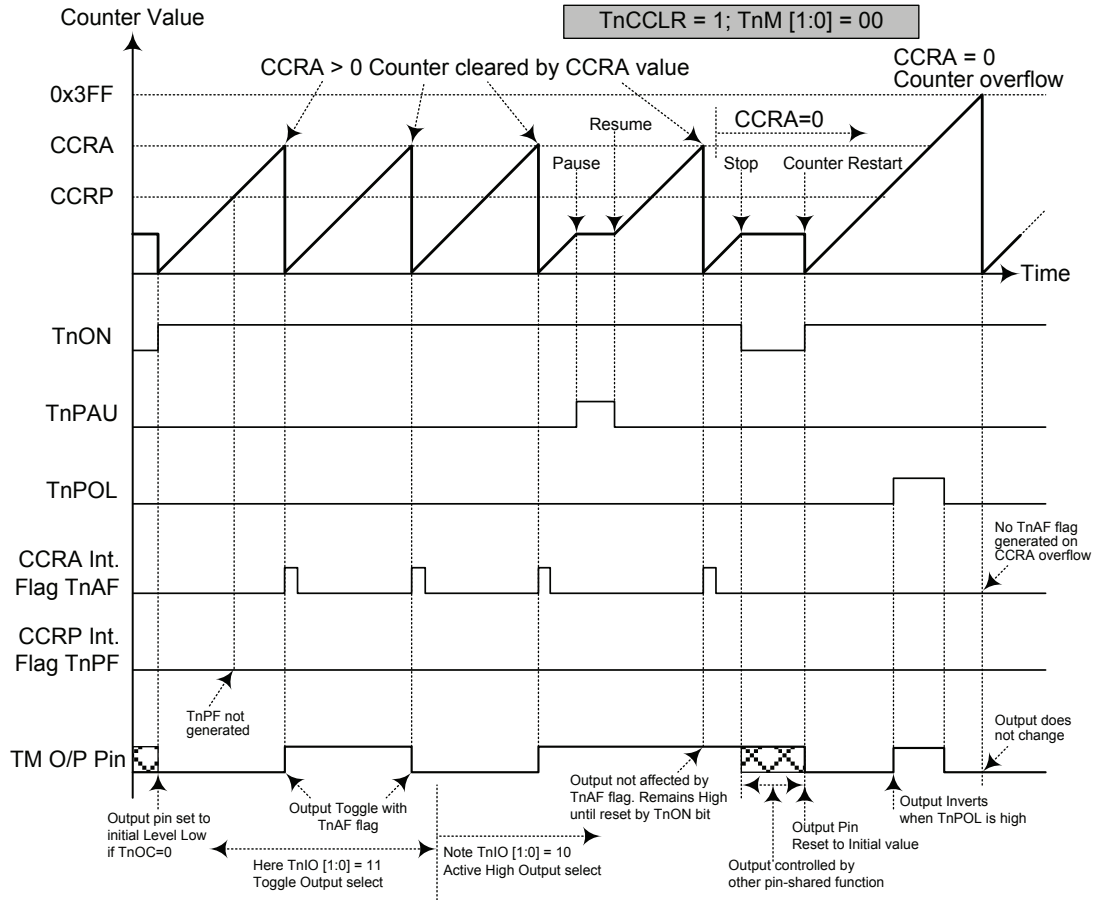 Counter Value
TnCCLR = 1; TnM [1:0] = 00
CCRA > 0 Counter cleared by CCRA value
CCRA = 0
Counter overflow
0x3FF
CCRA=0
Resume
CCRA
Pause
Stop
Counter Restart
CCRP
Time
TnON
TnPAU
TnPOL
No TnAF flag
generated on
CCRA overflow
CCRA Int.
Flag TnAF
CCRP Int.
Flag TnPF
TnPF not
generated
Output does
not change
TM O/P Pin
Output pin set to
initial Level Low
if TnOC=0
Output Toggle with
TnAF flag
Here TnIO [1:0] = 11
Toggle Output select
Note TnIO [1:0] = 10
Active High Output select
Output not affected by
TnAF flag. Remains High
until reset by TnON bit
Output Pin
Reset to Initial value
Output controlled by
other pin-shared function
Output Inverts
when TnPOL is high